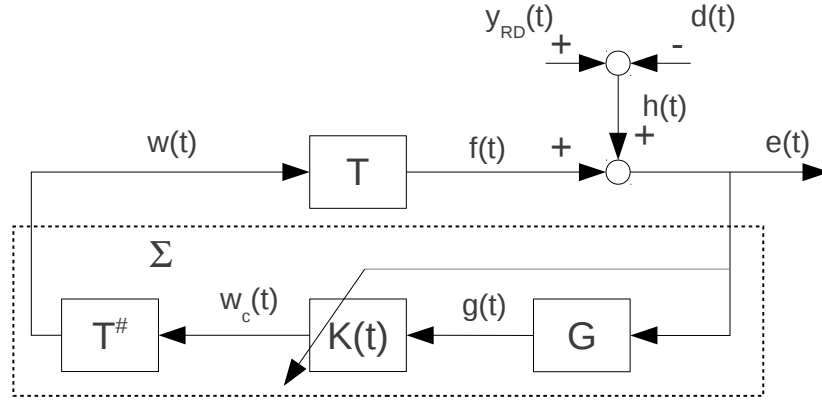 y_RD(t) d(t)
+ -
h(t)
w(t) f(t) + + e(t)
T
Σ
w_c(t) g(t)
T^# K(t) G